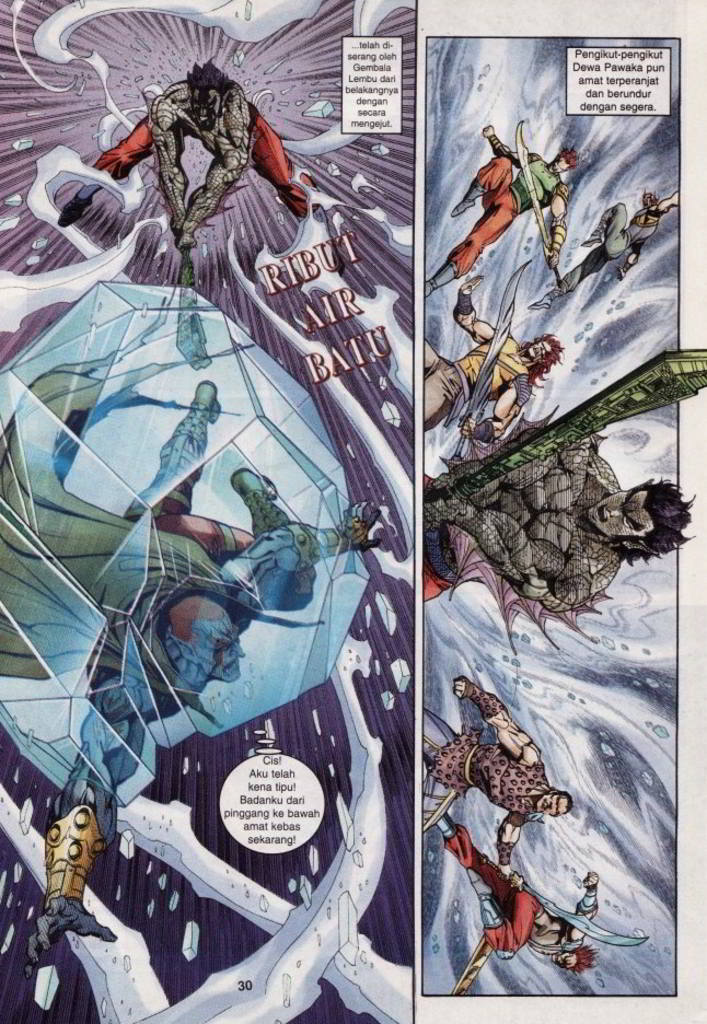 ...telah di-
serang oleh
Gembala
Lembu dari
belakangnya
dengan
secara
mengejut.
RIBUT
AIR
BATU
Cis!
Aku telah
kena tipu!
Badanku dari
pinggang ke bawah
amat kebas
sekarang!
30
Pengikut-pengikut
Dewa Pawaka pun
amat terperanjat
dan berundur
dengan segera.